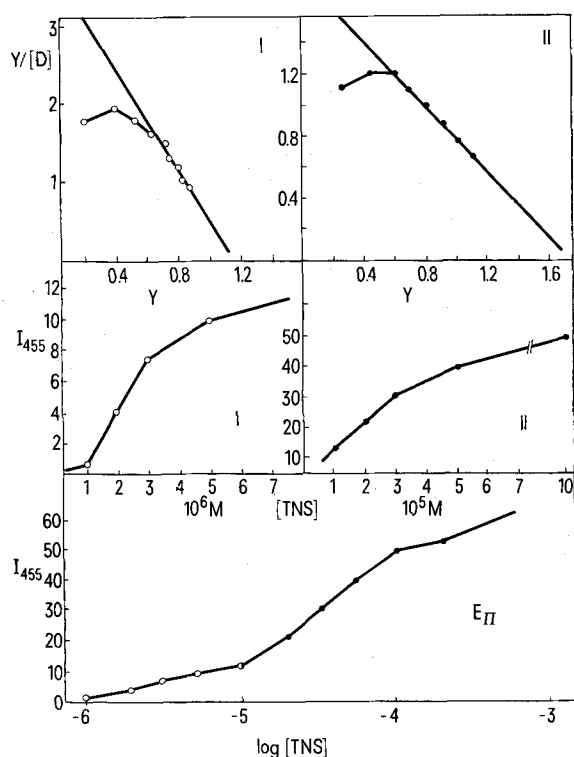 Y/[D]
3
2
1
I
0.4 0.8 1.2
Y
1.2
0.8
0.4
II
0.4 0.8 1.2 1.6
Y
I455
12
10
8
6
4
2
I
1 2 3 4 5 6 7
10⁶M
[TNS]
50
40
30
20
10
II
1 2 3 4 5 6 7 10
10⁵M
I455
60
50
40
30
20
10
0
EII
-6 -5 -4 -3
log [TNS]